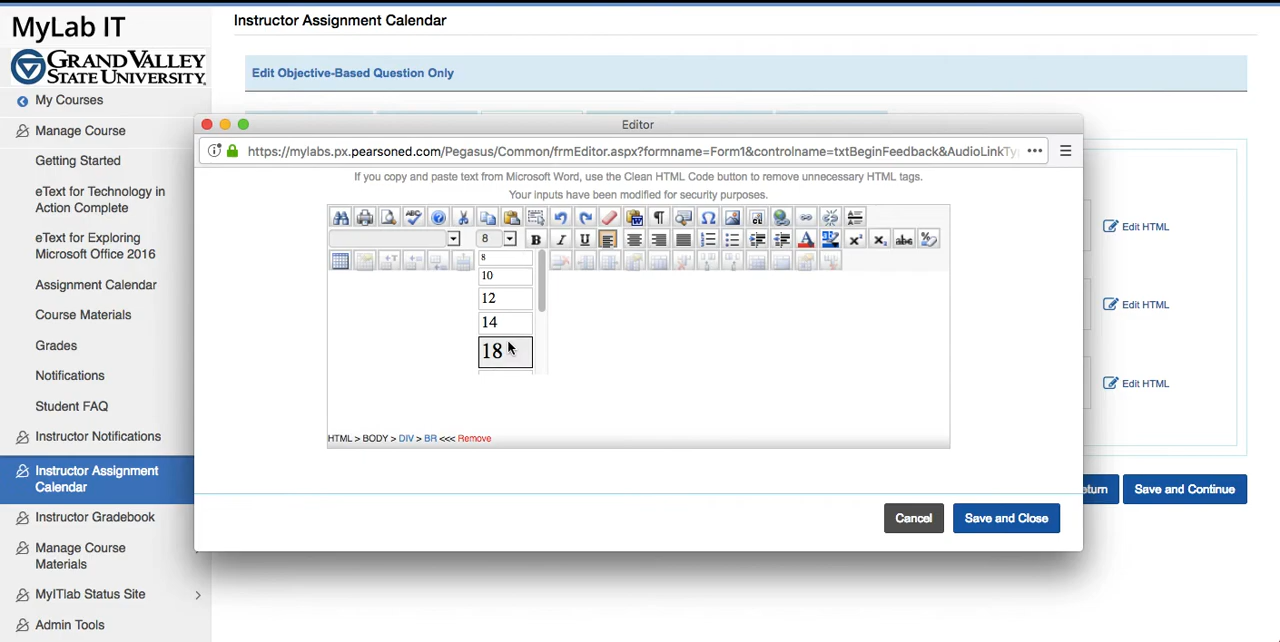 MyLab IT
GRAND VALLEY
STATE UNIVERSITY
My Courses
Manage Course
Getting Started
eText for Technology in
Action Complete
eText for Exploring
Microsoft Office 2016
Assignment Calendar
Course Materials
Grades
Notifications
Student FAQ
Instructor Notifications
Instructor Assignment
Calendar
Instructor Gradebook
Manage Course
Materials
MyITlab Status Site
Admin Tools
Instructor Assignment Calendar
Edit Objective-Based Question Only
Editor
https://mylabs.px.pearsoned.com/Pegasus/Common/frmEditor.aspx?formname=Form1&controlname=txtBeginFeedback&AudioLinkTy
If you copy and paste text from Microsoft Word, use the Clean HTML Code button to remove unnecessary HTML tags.
Your inputs have been modified for security purposes.
8
B I U
8
10
12
14
18
HTML > BODY > DIV > BR <<< Remove
Cancel
Save and Close
Edit HTML
Edit HTML
Edit HTML
Save and Continue